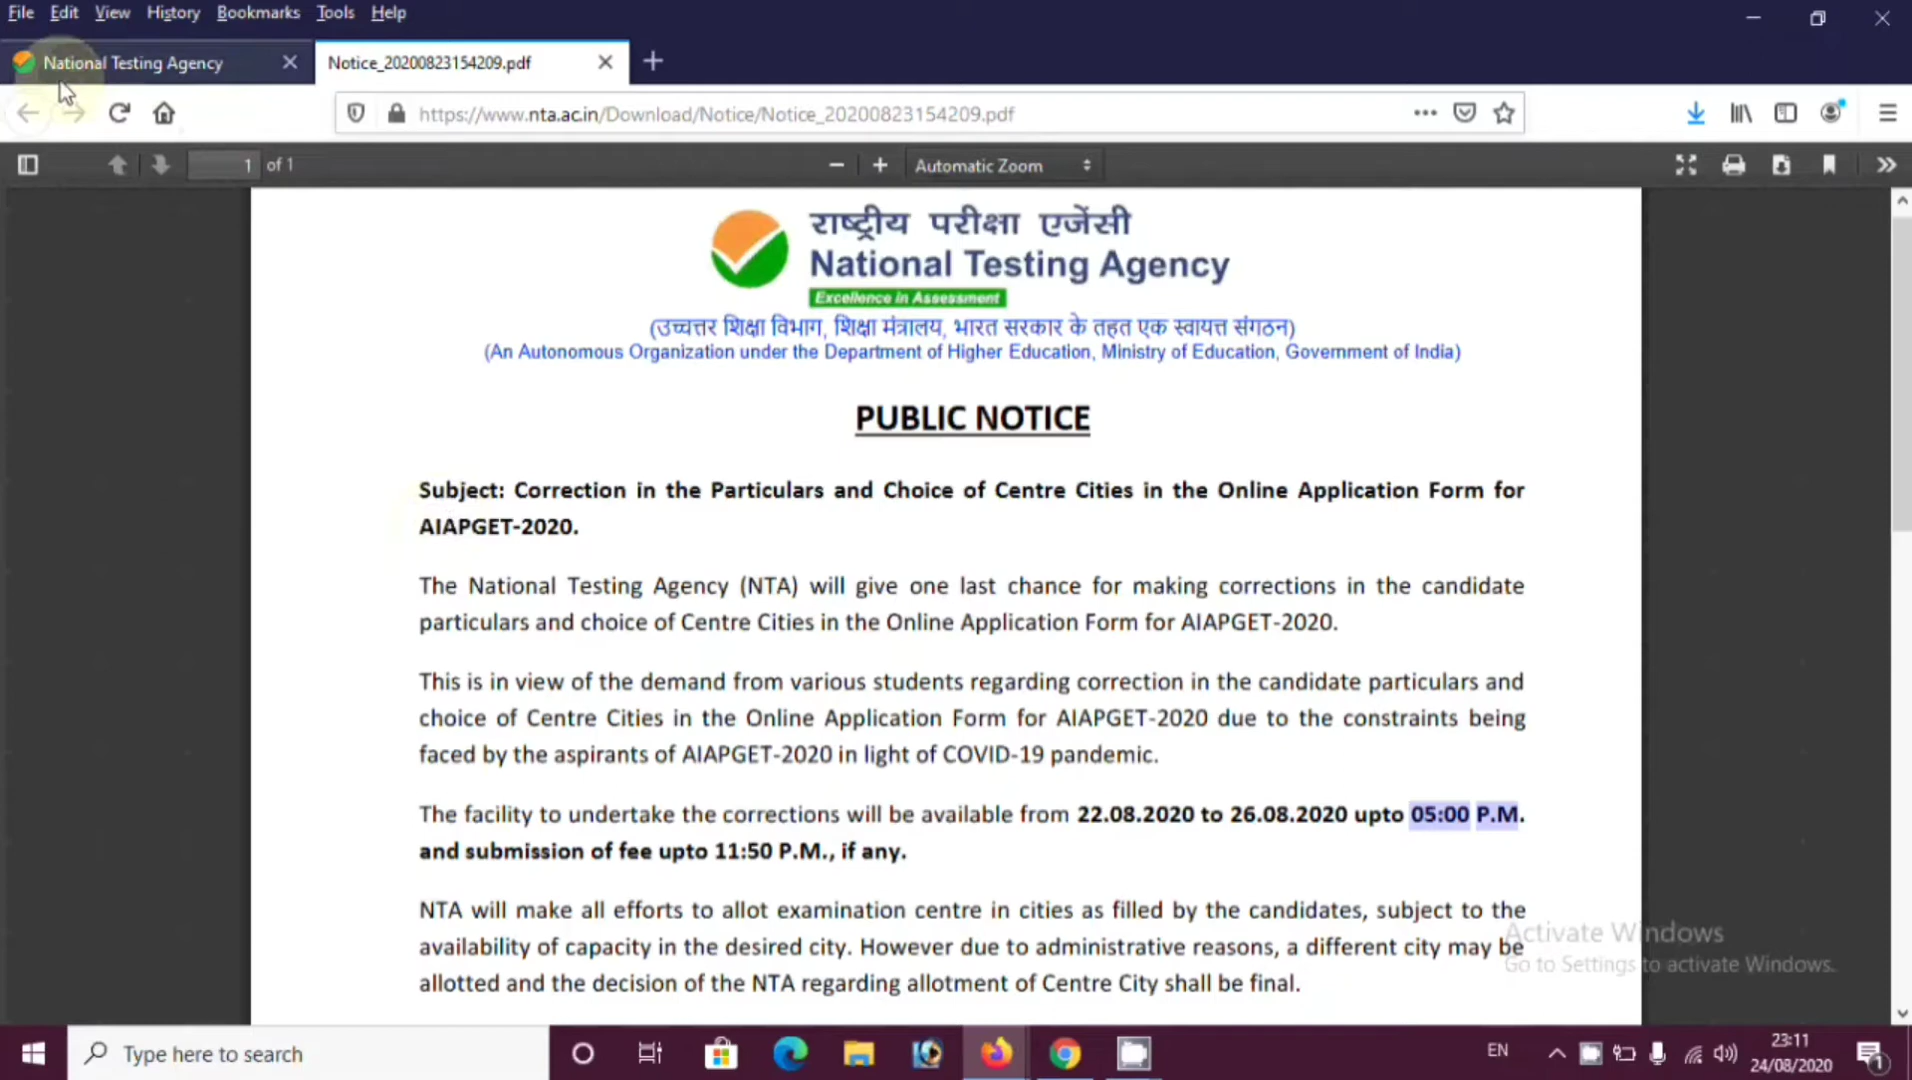 File Edit View History Bookmarks Tools Help
National Testing Agency
Notice_20200823154209.pdf
https://www.nta.ac.in/Download/Notice/Notice_20200823154209.pdf
1 of 1
Automatic Zoom
राष्ट्रीय परीक्षा एजेंसी
National Testing Agency
Excellence in Assessment
(उच्चत्तर शिक्षा विभाग, शिक्षा मंत्रालय, भारत सरकार के तहत एक स्वायत्त संगठन)
(An Autonomous Organization under the Department of Higher Education, Ministry of Education, Government of India)
PUBLIC NOTICE
Subject: Correction in the Particulars and Choice of Centre Cities in the Online Application Form for
AIAPGET-2020.
The National Testing Agency (NTA) will give one last chance for making corrections in the candidate
particulars and choice of Centre Cities in the Online Application Form for AIAPGET-2020.
This is in view of the demand from various students regarding correction in the candidate particulars and
choice of Centre Cities in the Online Application Form for AIAPGET-2020 due to the constraints being
faced by the aspirants of AIAPGET-2020 in light of COVID-19 pandemic.
The facility to undertake the corrections will be available from 22.08.2020 to 26.08.2020 upto 05:00 P.M.
and submission of fee upto 11:50 P.M., if any.
NTA will make all efforts to allot examination centre in cities as filled by the candidates, subject to the
availability of capacity in the desired city. However due to administrative reasons, a different city may be
allotted and the decision of the NTA regarding allotment of Centre City shall be final.
Activate Windows
Go to Settings to activate Windows.
Type here to search
EN
23:11
24/08/2020
1